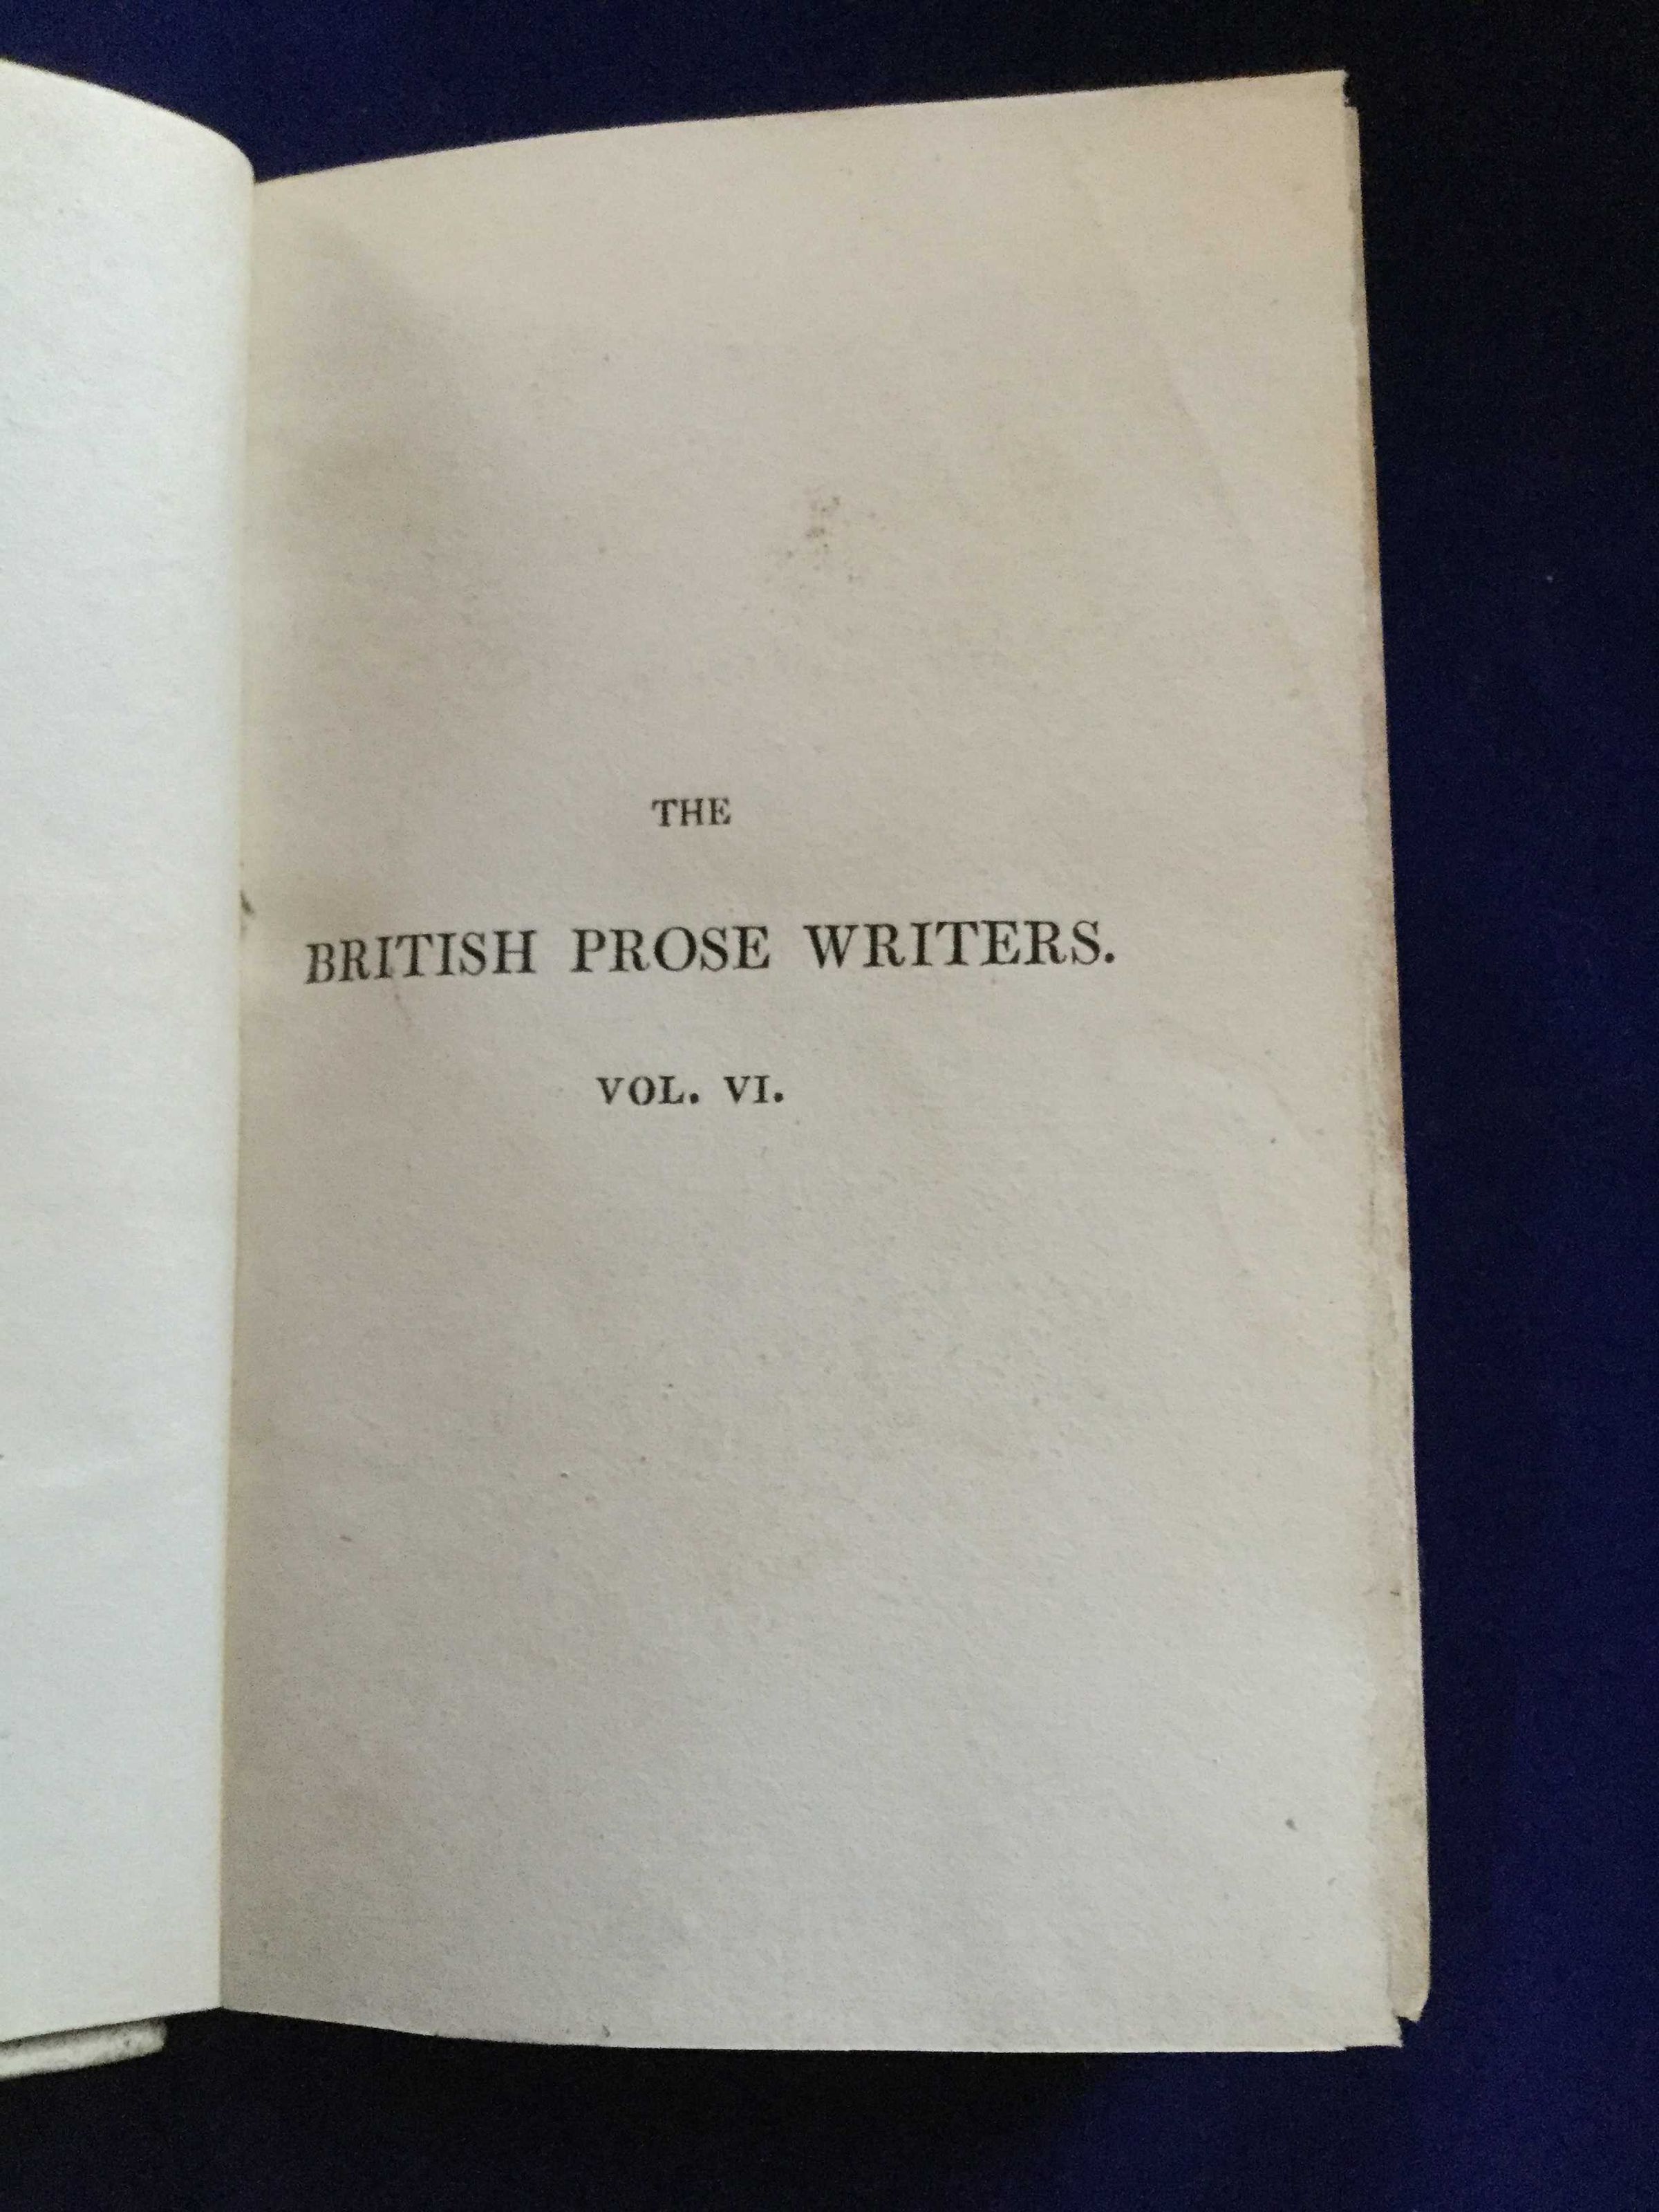 THE
BRITISH PROSE WRITERS.
VOL. VI.